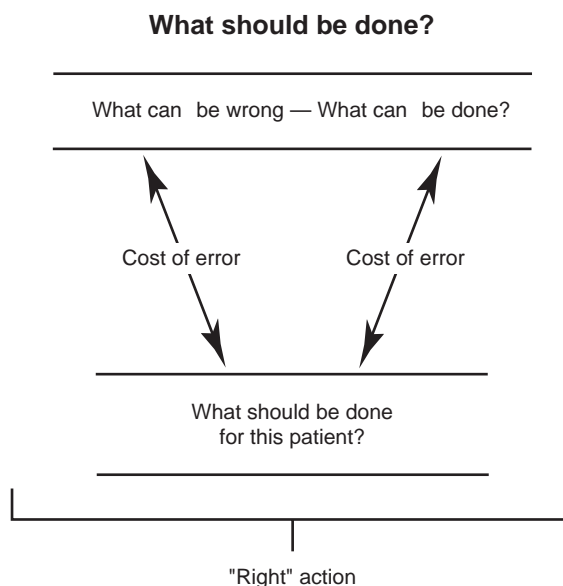 What should be done?
What can be wrong — What can be done?
Cost of error
Cost of error
What should be done
for this patient?
"Right" action